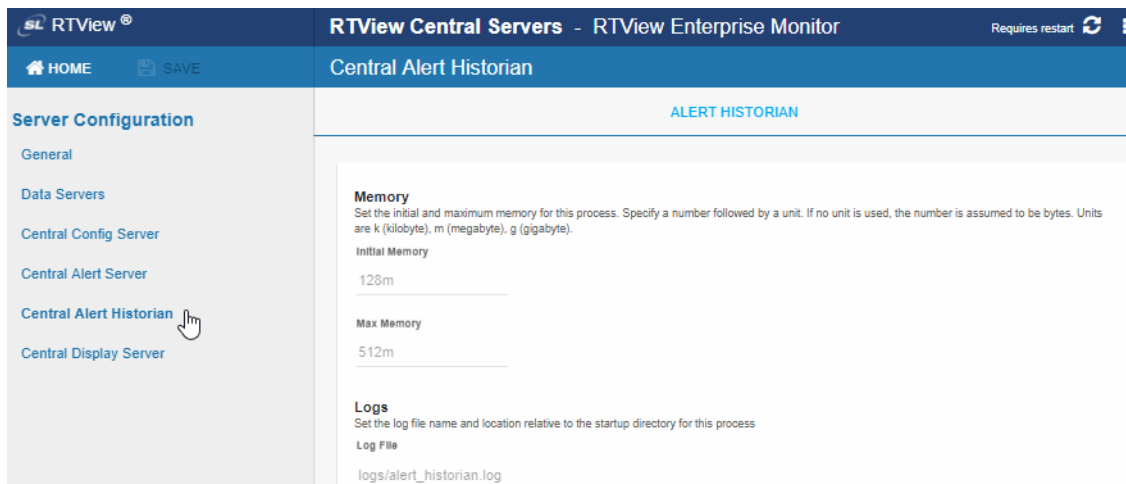 SL RTView ®
RTView Central Servers - RTView Enterprise Monitor
Requires restart
HOME
SAVE
Central Alert Historian
Server Configuration
General
Data Servers
Central Config Server
Central Alert Server
Central Alert Historian
Central Display Server
ALERT HISTORIAN
Memory
Set the initial and maximum memory for this process. Specify a number followed by a unit. If no unit is used, the number is assumed to be bytes. Units
are k (kilobyte), m (megabyte), g (gigabyte).
Initial Memory
128m
Max Memory
512m
Logs
Set the log file name and location relative to the startup directory for this process
Log File
logs/alert_historian.log